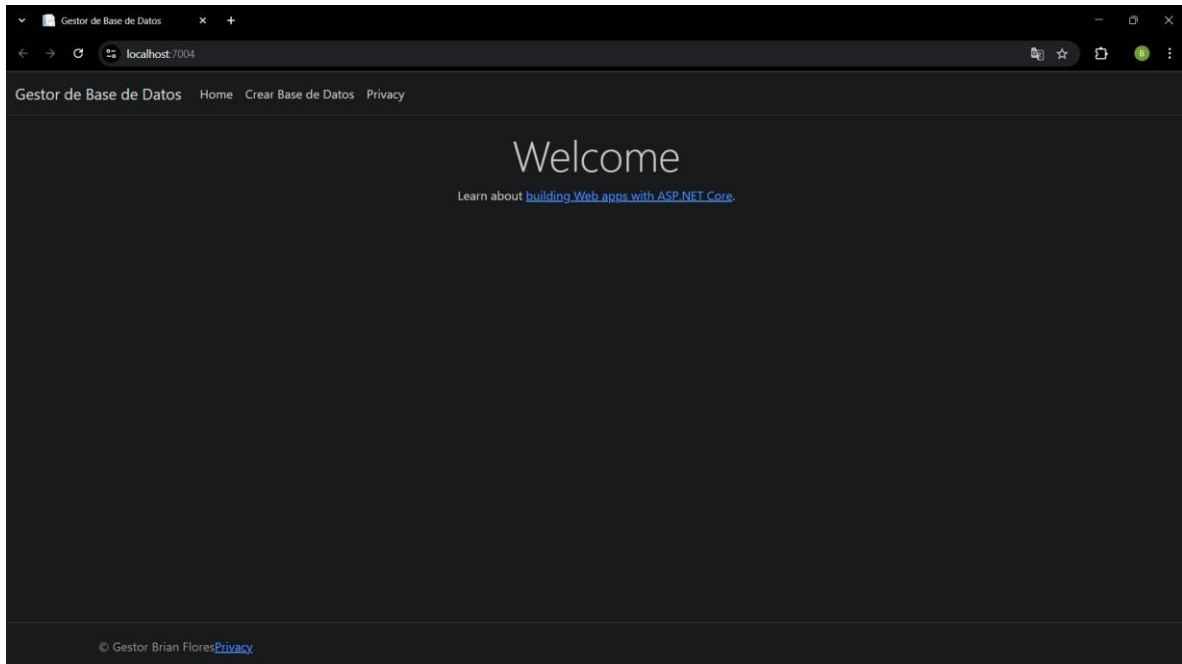 Gestor de Base de Datos
localhost:7004
B
Gestor de Base de Datos Home Crear Base de Datos Privacy
Welcome
Learn about building Web apps with ASP.NET Core.
© Gestor Brian FloresPrivacy